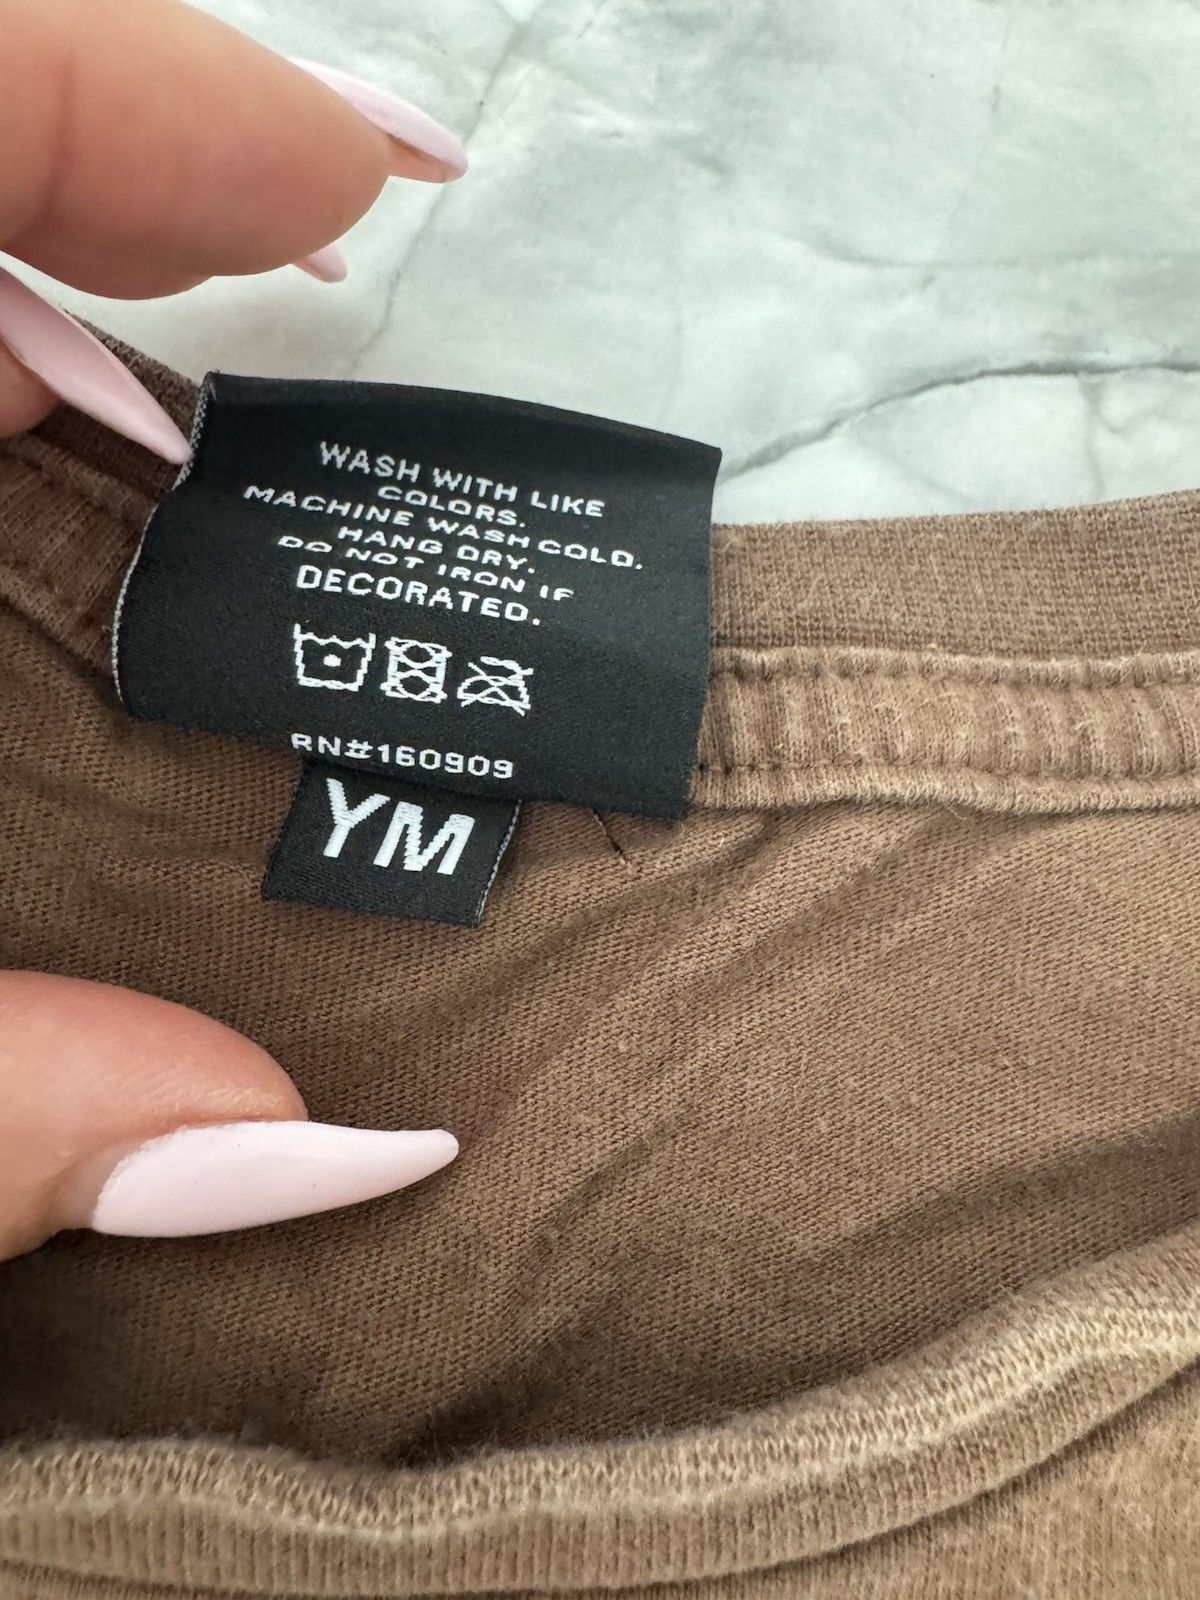 WASH WITH LIKE
COLORS.
MACHINE WASH COLD.
HANG DRY.
DO NOT IRON IF
DECORATED.
RN#160909
YM